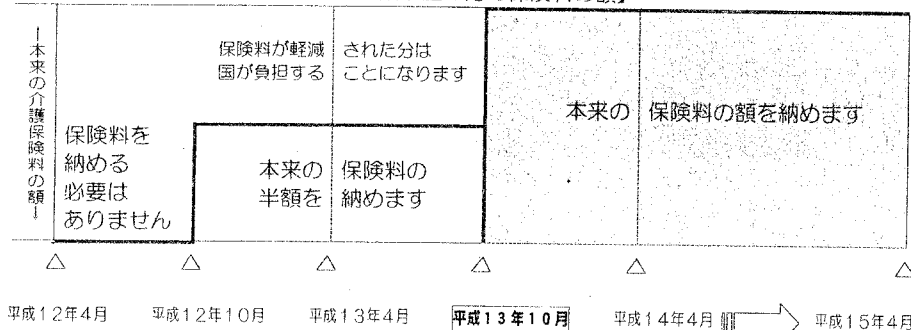 保険料が軽減された分は
国が負担することになります
本来の介護保険料の額
保険料を
納める
必要は
ありません
本来の保険料の
半額を納めます
本来の保険料の額を納めます
平成12年4月 平成12年10月 平成13年4月 平成13年10月 平成14年4月 平成15年4月